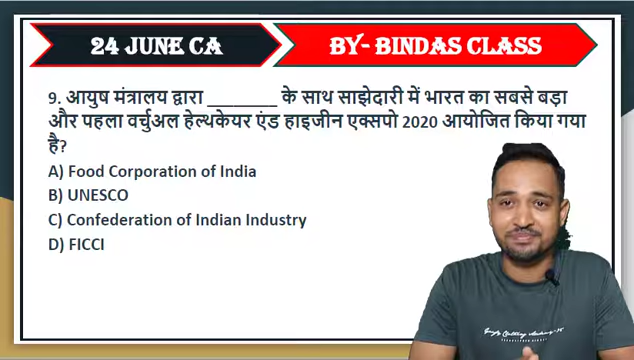 24 JUNE CA
BY- BINDAS CLASS
9. आयुष मंत्रालय द्वारा ________ के साथ साझेदारी में भारत का सबसे बड़ा
और पहला वर्चुअल हेल्थकेयर एंड हाइजीन एक्सपो 2020 आयोजित किया गया
है?
A) Food Corporation of India
B) UNESCO
C) Confederation of Indian Industry
D) FICCI